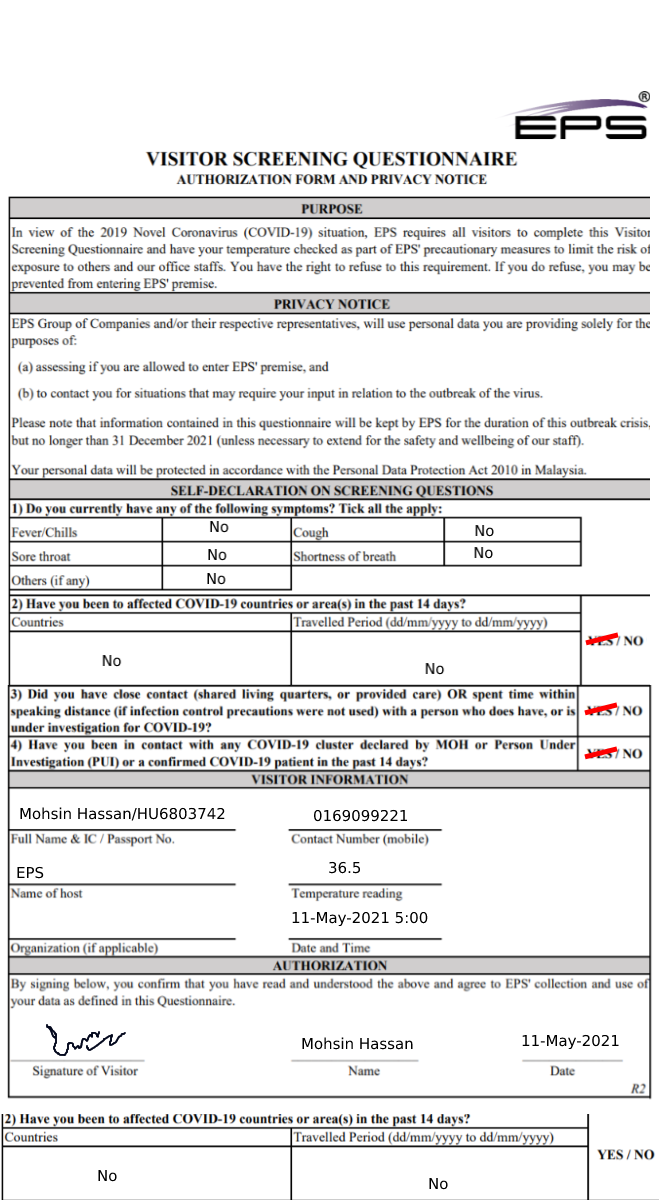 ®
EPS
VISITOR SCREENING QUESTIONNAIRE
AUTHORIZATION FORM AND PRIVACY NOTICE
PURPOSE
In view of the 2019 Novel Coronavirus (COVID-19) situation, EPS requires all visitors to complete this Visitor
Screening Questionnaire and have your temperature checked as part of EPS' precautionary measures to limit the risk of
exposure to others and our office staffs. You have the right to refuse to this requirement. If you do refuse, you may be
prevented from entering EPS' premise.
PRIVACY NOTICE
EPS Group of Companies and/or their respective representatives, will use personal data you are providing solely for the
purposes of:
(a) assessing if you are allowed to enter EPS' premise, and
(b) to contact you for situations that may require your input in relation to the outbreak of the virus.
Please note that information contained in this questionnaire will be kept by EPS for the duration of this outbreak crisis,
but no longer than 31 December 2021 (unless necessary to extend for the safety and wellbeing of our staff).
Your personal data will be protected in accordance with the Personal Data Protection Act 2010 in Malaysia.
SELF-DECLARATION ON SCREENING QUESTIONS
1) Do you currently have any of the following symptoms? Tick all the apply:
Fever/Chills No Cough No
Sore throat No Shortness of breath No
Others (if any) No
2) Have you been to affected COVID-19 countries or area(s) in the past 14 days?
Countries Travelled Period (dd/mm/yyyy to dd/mm/yyyy)
YES / NO
No No
3) Did you have close contact (shared living quarters, or provided care) OR spent time within
speaking distance (if infection control precautions were not used) with a person who does have, or is
under investigation for COVID-19?
YES / NO
4) Have you been in contact with any COVID-19 cluster declared by MOH or Person Under
Investigation (PUI) or a confirmed COVID-19 patient in the past 14 days?
YES / NO
VISITOR INFORMATION
Mohsin Hassan/HU6803742 0169099221
Full Name & IC / Passport No. Contact Number (mobile)
EPS 36.5
Name of host Temperature reading
11-May-2021 5:00
Organization (if applicable) Date and Time
AUTHORIZATION
By signing below, you confirm that you have read and understood the above and agree to EPS' collection and use of
your data as defined in this Questionnaire.
Mohsin Hassan 11-May-2021
Signature of Visitor Name Date
R2
2) Have you been to affected COVID-19 countries or area(s) in the past 14 days?
Countries Travelled Period (dd/mm/yyyy to dd/mm/yyyy)
YES / NO
No No